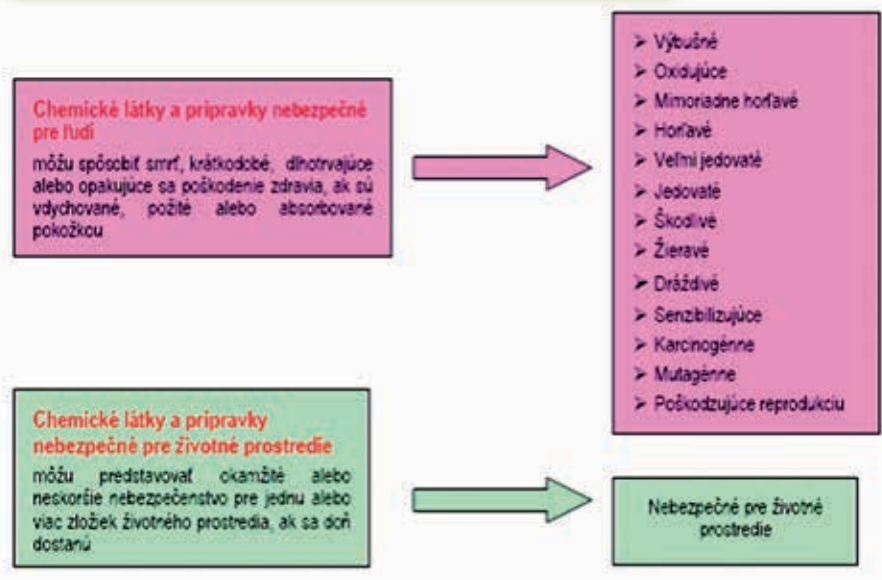 Chemické látky a prípravky nebezpečné
pre ľudí
môžu spôsobiť smrť, krátkodobé, dlhotrvajúce
alebo opakujúce sa poškodenie zdravia, ak sú
vdychované, požité alebo absorbované
pokožkou
➢ Výbušné
➢ Oxidujúce
➢ Mimoriadne horľavé
➢ Horľavé
➢ Veľmi jedovaté
➢ Jedovaté
➢ Škodlivé
➢ Žieravé
➢ Dráždivé
➢ Senzibilizujúce
➢ Karcinogénne
➢ Mutagénne
➢ Poškodzujúce reprodukciu
Chemické látky a prípravky
nebezpečné pre životné prostredie
môžu predstavovať okamžité alebo
neskoršie nebezpečenstvo pre jednu alebo
viac zložiek životného prostredia, ak sa doň
dostanú
Nebezpečné pre životné
prostredie